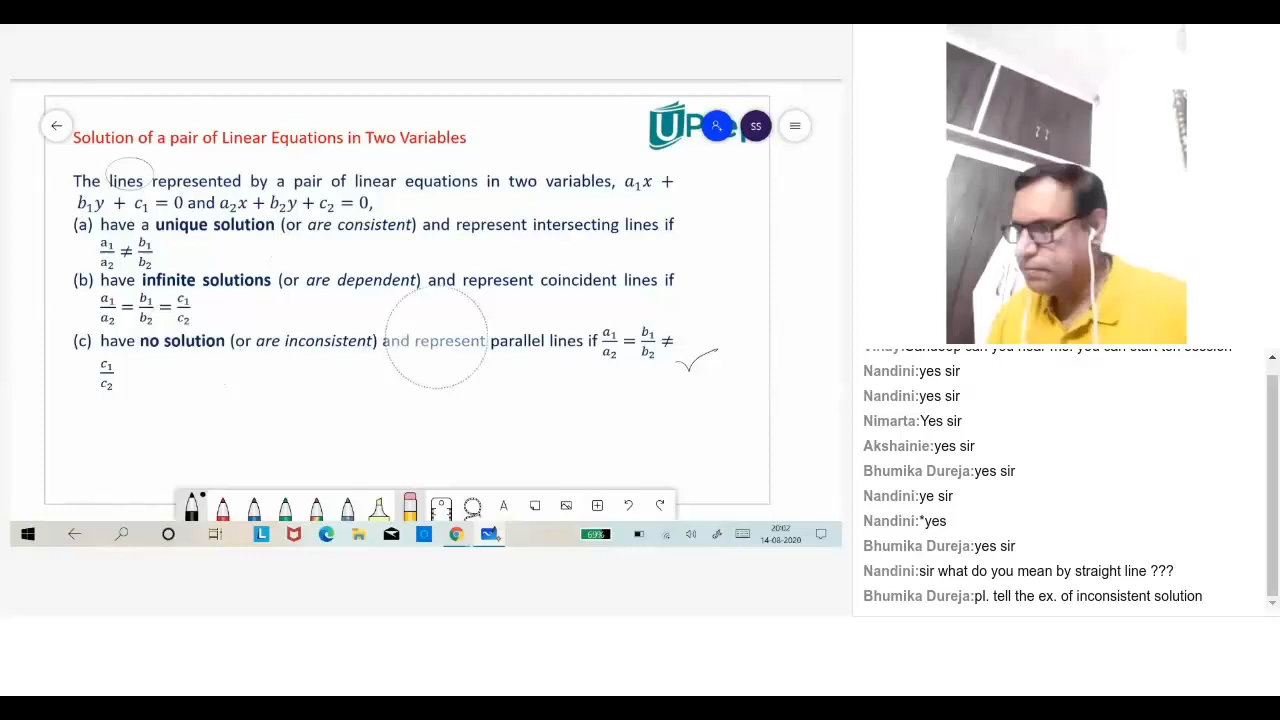 Solution of a pair of Linear Equations in Two Variables
UP
SS
The lines represented by a pair of linear equations in two variables, a₁x +
b₁y + c₁ = 0 and a₂x + b₂y + c₂ = 0,
(a) have a unique solution (or are consistent) and represent intersecting lines if
a₁/a₂ ≠ b₁/b₂
(b) have infinite solutions (or are dependent) and represent coincident lines if
a₁/a₂ = b₁/b₂ = c₁/c₂
(c) have no solution (or are inconsistent) and represent parallel lines if a₁/a₂ = b₁/b₂ ≠
c₁/c₂
A
L
69%
20:02
14-08-2020
Nandini:yes sir
Nandini:yes sir
Nimarta:Yes sir
Akshainie:yes sir
Bhumika Dureja:yes sir
Nandini:ye sir
Nandini:*yes
Bhumika Dureja:yes sir
Nandini:sir what do you mean by straight line ???
Bhumika Dureja:pl. tell the ex. of inconsistent solution